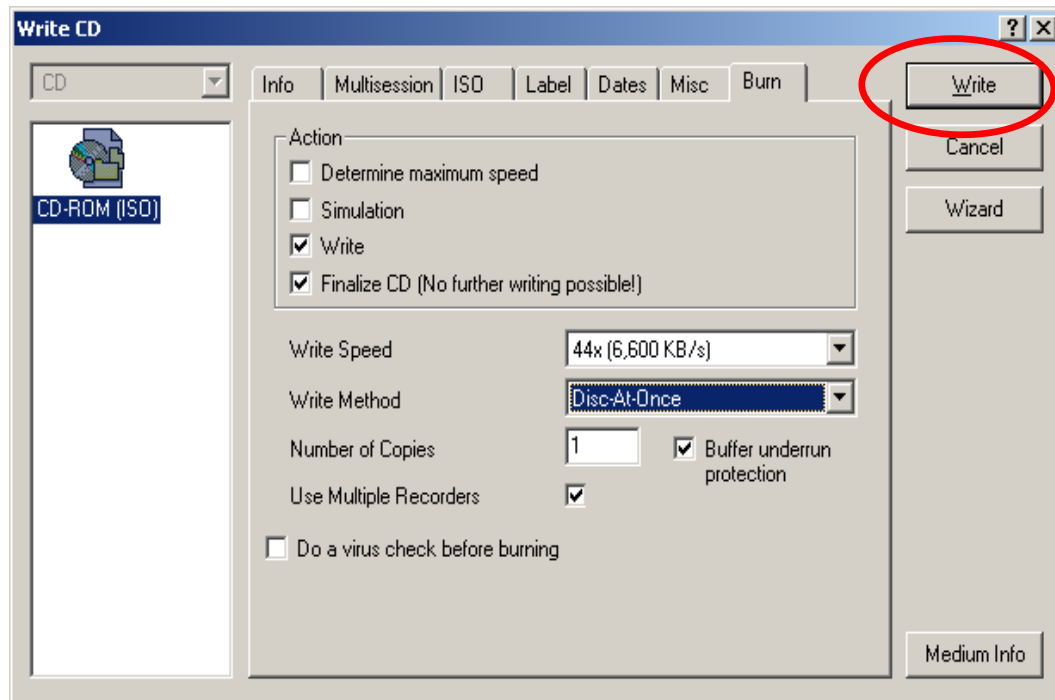 Write CD
CD
CD-ROM (ISO)
Info Multisession ISO Label Dates Misc Burn
Action
Determine maximum speed
Simulation
Write
Finalize CD (No further writing possible!)
Write Speed 44x (6,600 KB/s)
Write Method Disc-At-Once
Number of Copies 1 Buffer underrun
protection
Use Multiple Recorders
Do a virus check before burning
Write
Cancel
Wizard
Medium Info